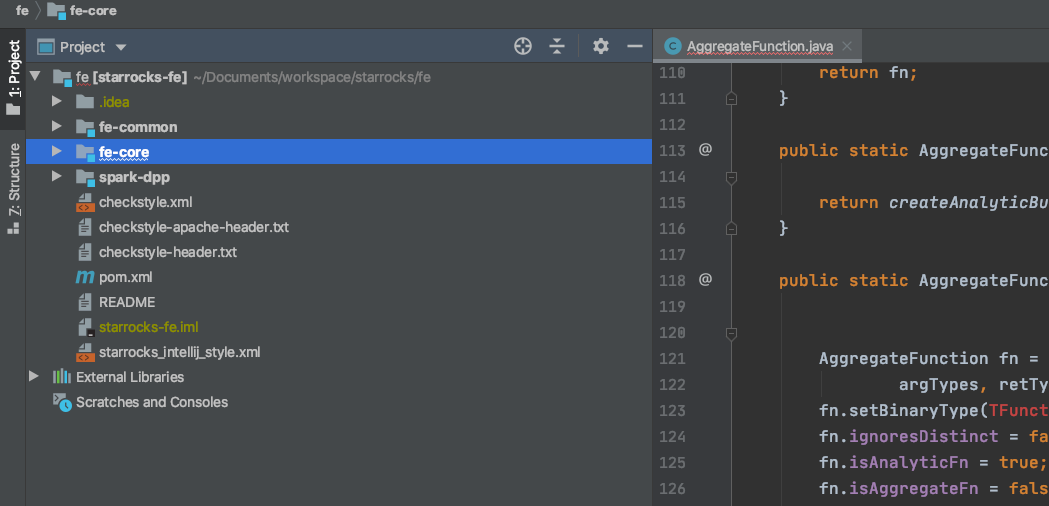 fe fe-core
1: Project
Z: Structure
Project
fe [starrocks-fe] ~/Documents/workspace/starrocks/fe
.idea
fe-common
fe-core
spark-dpp
checkstyle.xml
checkstyle-apache-header.txt
checkstyle-header.txt
pom.xml
README
starrocks-fe.iml
starrocks_intellij_style.xml
External Libraries
Scratches and Consoles
AggregateFunction.java
110 return fn;
111 }
112
113 @ public static AggregateFunc
114
115 return createAnalyticBu
116 }
117
118 @ public static AggregateFunc
119
120
121 AggregateFunction fn =
122 argTypes, retTy
123 fn.setBinaryType(TFunct
124 fn.ignoresDistinct = fa
125 fn.isAnalyticFn = true;
126 fn.isAggregateFn = fals